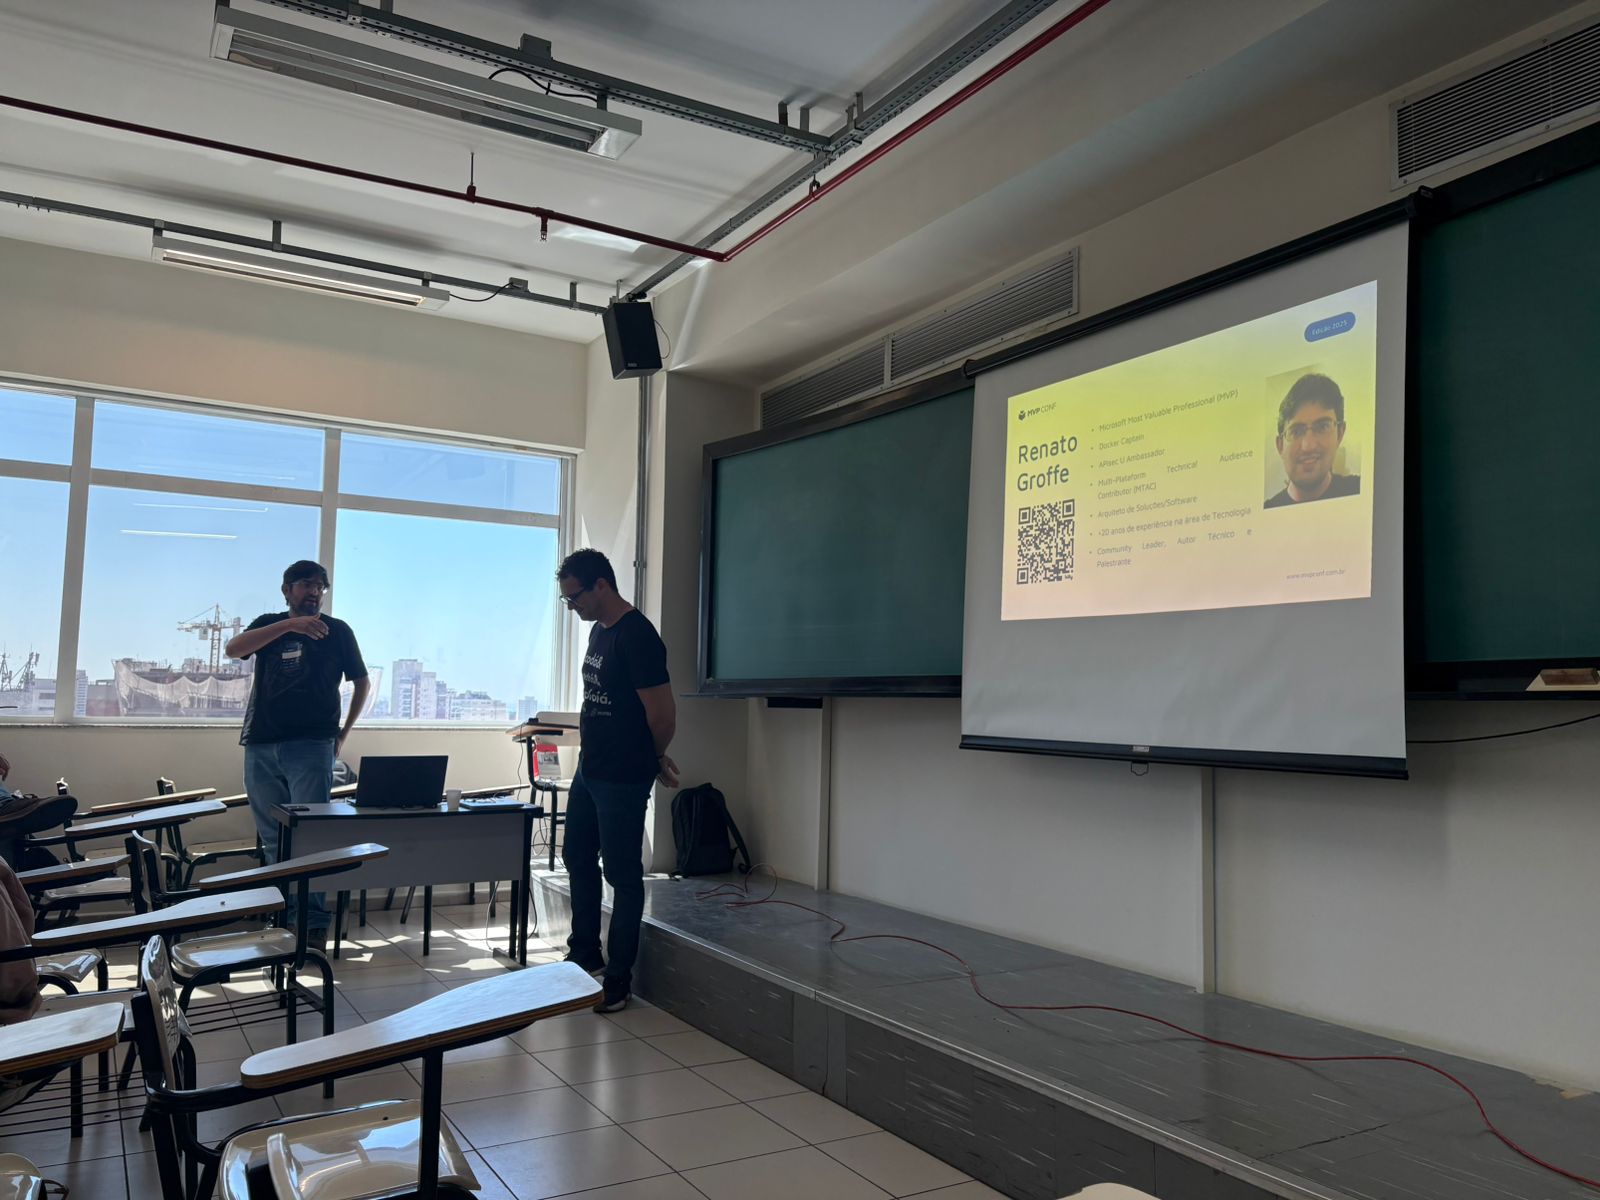 Edição 2025
MVPCONF
Renato
Groffe
• Microsoft Most Valuable Professional (MVP)
• Docker Captain
• APIsec U Ambassador
• Multi-Plataform Technical Audience
Contributor (MTAC)
• Arquiteto de Soluções/Software
• +20 anos de experiência na área de Tecnologia
• Community Leader, Autor Técnico e
Palestrante
www.mvpconf.com.br